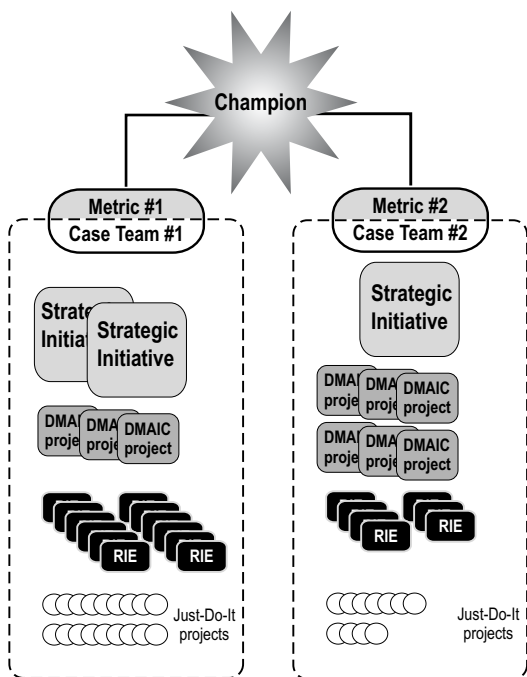 Champion
Metric #1
Case Team #1
Strategic
Initiative
DMAIC
project
RIE
RIE
Just-Do-It
projects
Metric #2
Case Team #2
Strategic
Initiative
DMAIC
project
DMAIC
project
RIE
RIE
Just-Do-It
projects